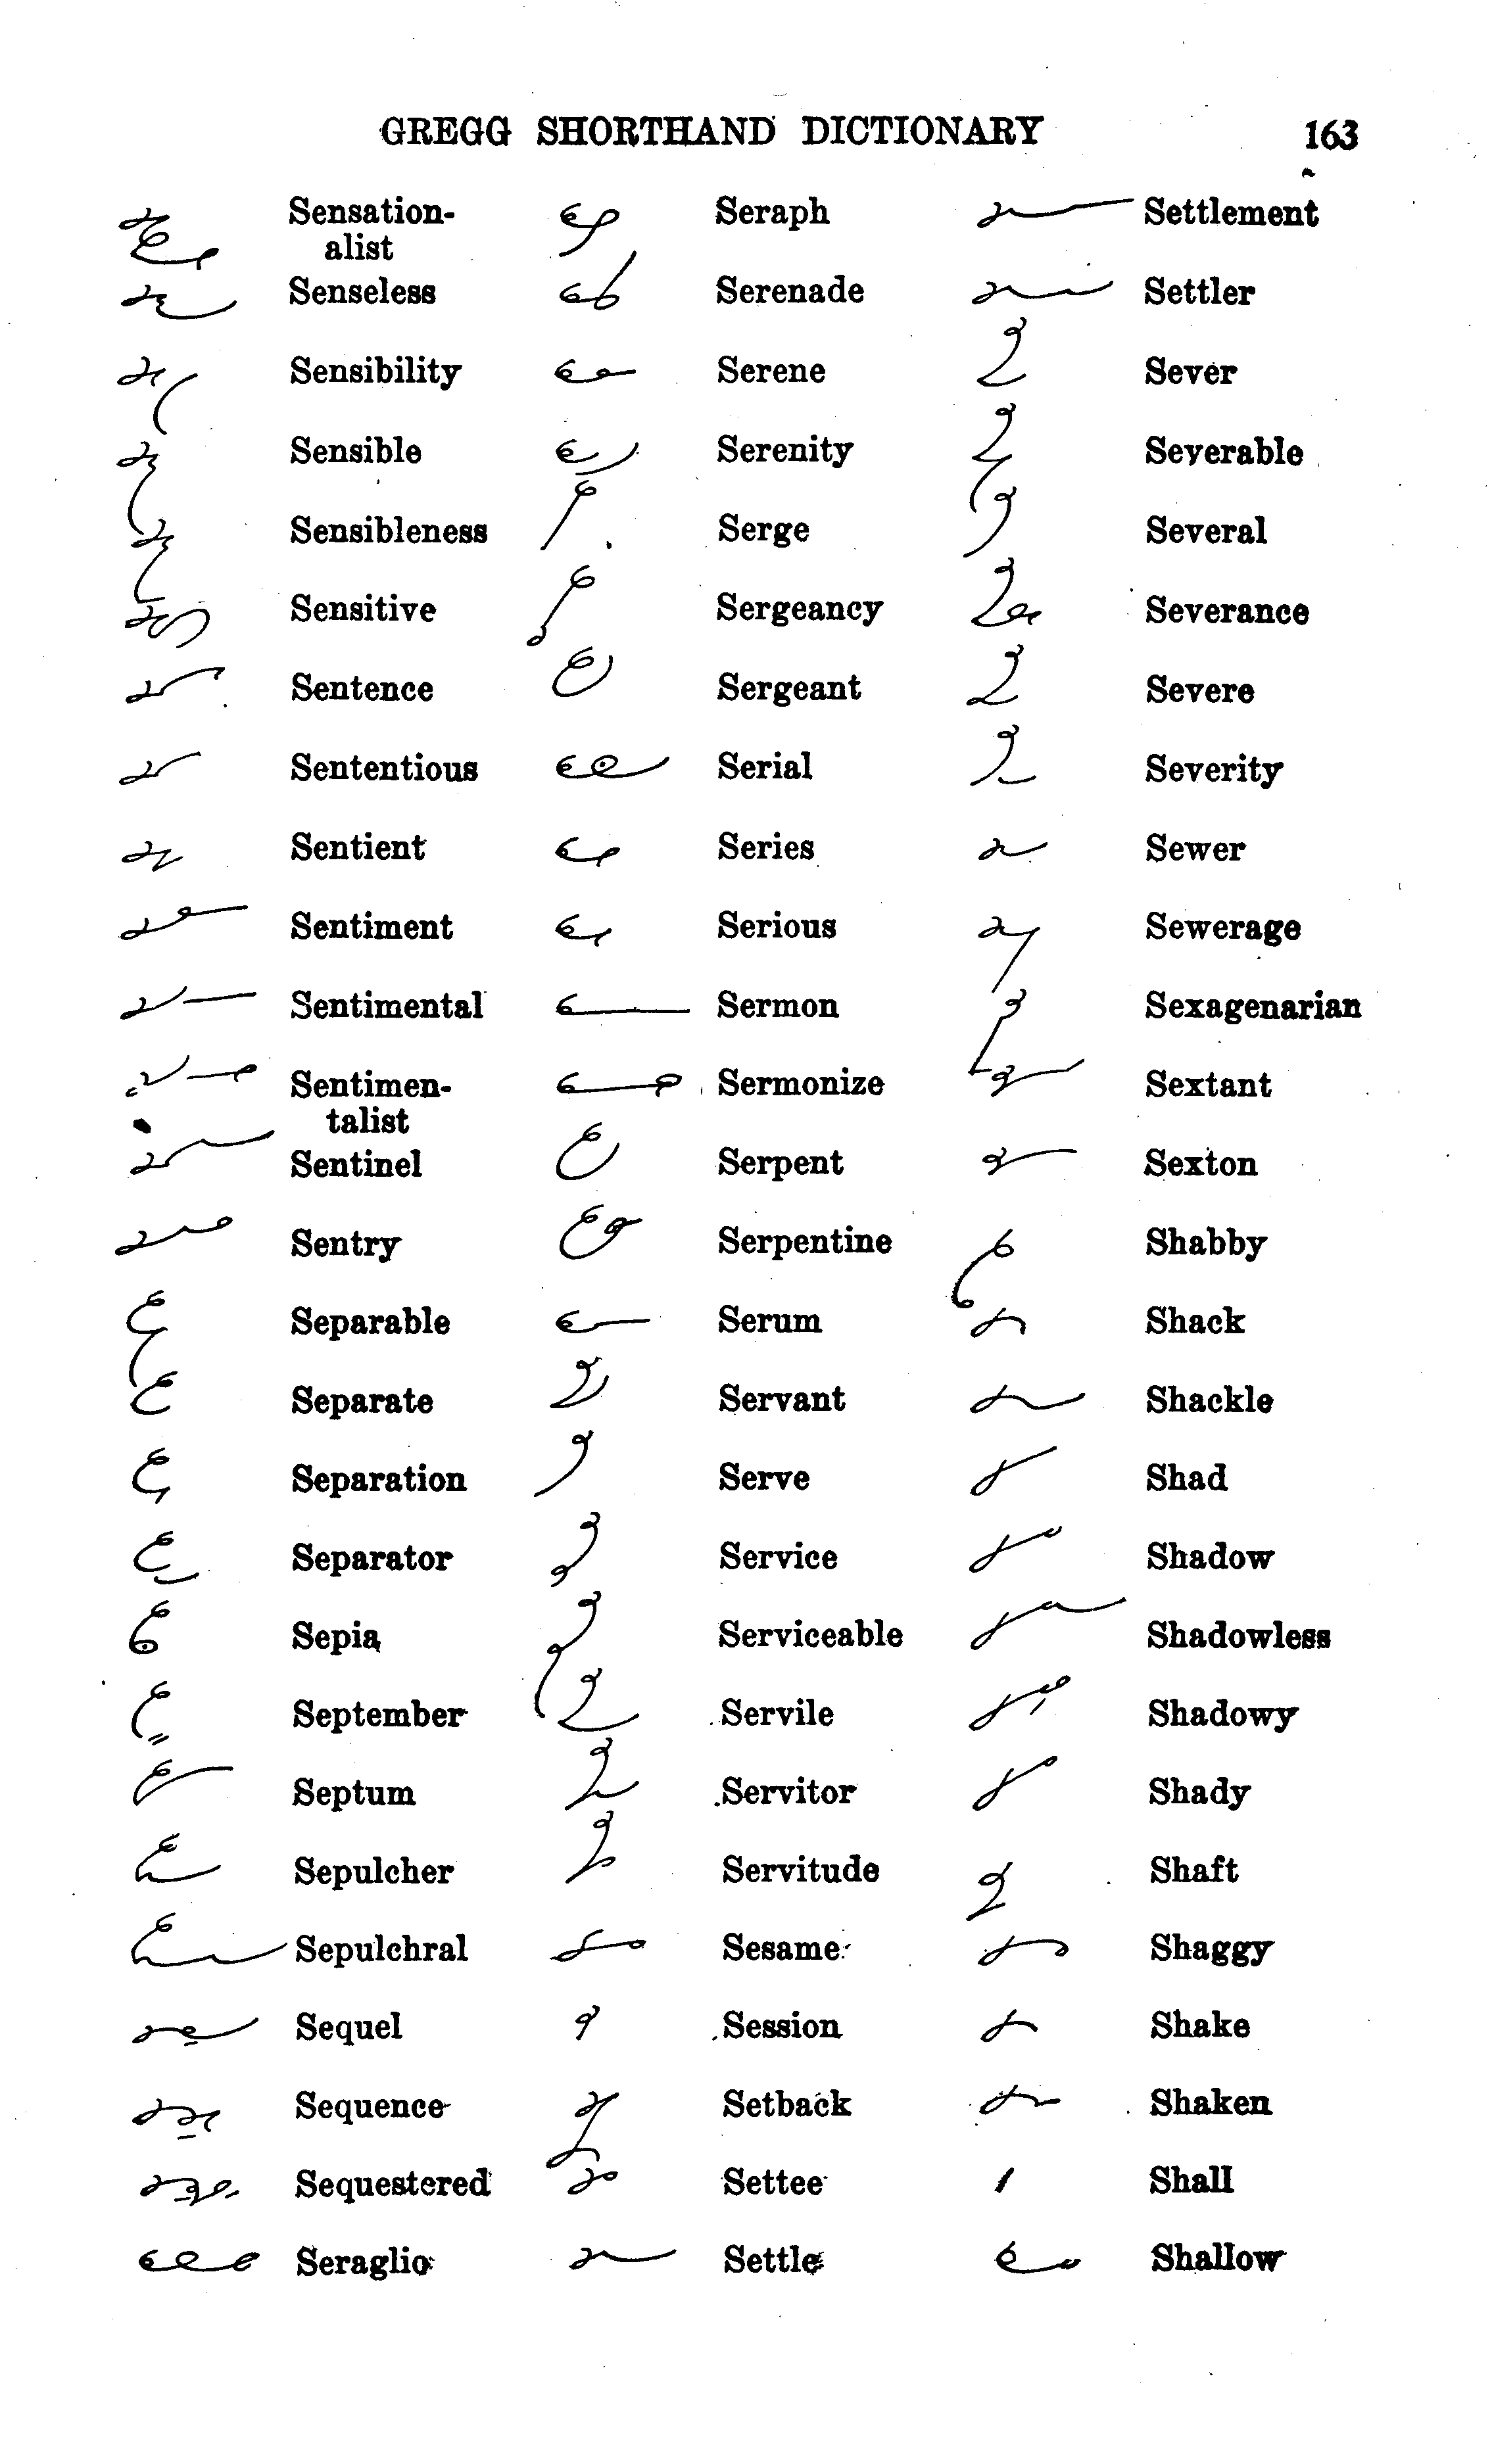 GREGG SHORTHAND DICTIONARY 163
Sensation-
alist
Senseless
Sensibility
Sensible
Sensibleness
Sensitive
Sentence
Sententious
Sentient
Sentiment
Sentimental
Sentimen-
talist
Sentinel
Sentry
Separable
Separate
Separation
Separator
Sepia
September
Septum
Sepulcher
Sepulchral
Sequel
Sequence
Sequestered
Seraglio
Seraph
Serenade
Serene
Serenity
Serge
Sergeancy
Sergeant
Serial
Series
Serious
Sermon
Sermonize
Serpent
Serpentine
Serum
Servant
Serve
Service
Serviceable
Servile
Servitor
Servitude
Sesame
Session
Setback
Settee
Settle
Settlement
Settler
Sever
Severable
Several
Severance
Severe
Severity
Sewer
Sewerage
Sexagenarian
Sextant
Sexton
Shabby
Shack
Shackle
Shad
Shadow
Shadowless
Shadowy
Shady
Shaft
Shaggy
Shake
Shaken
Shall
Shallow